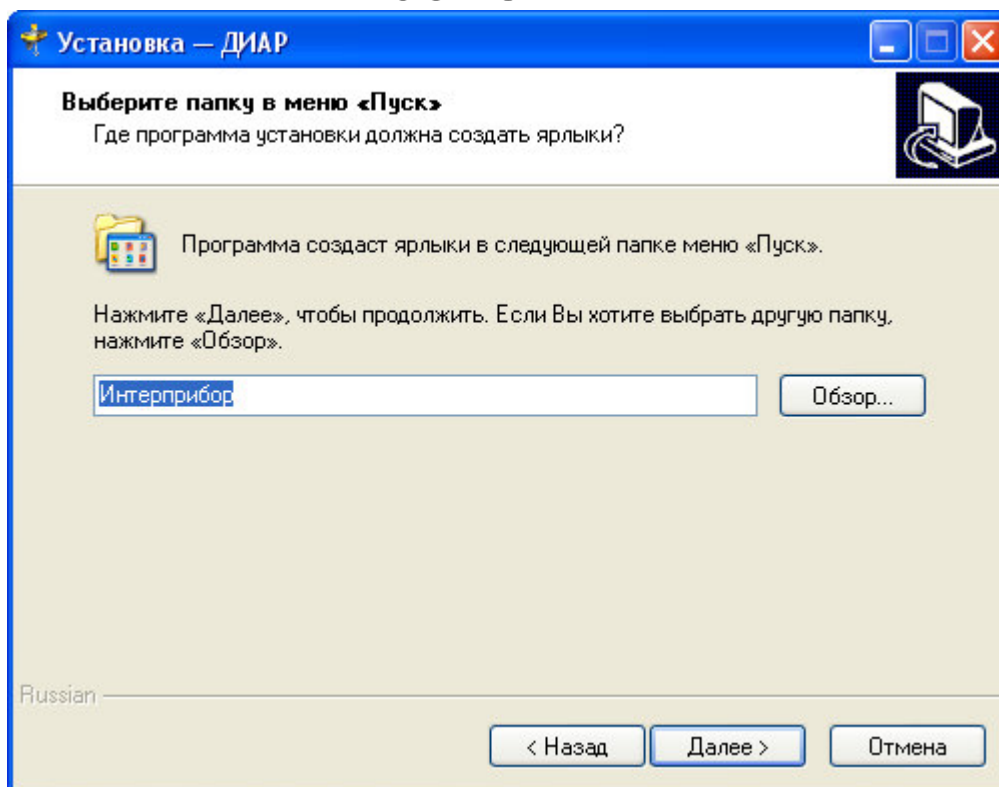 Установка — ДИАР
Выберите папку в меню «Пуск»
Где программа установки должна создать ярлыки?
Программа создаст ярлыки в следующей папке меню «Пуск».
Нажмите «Далее», чтобы продолжить. Если Вы хотите выбрать другую папку,
нажмите «Обзор».
Интерприбор
Обзор...
Russian
< Назад
Далее >
Отмена